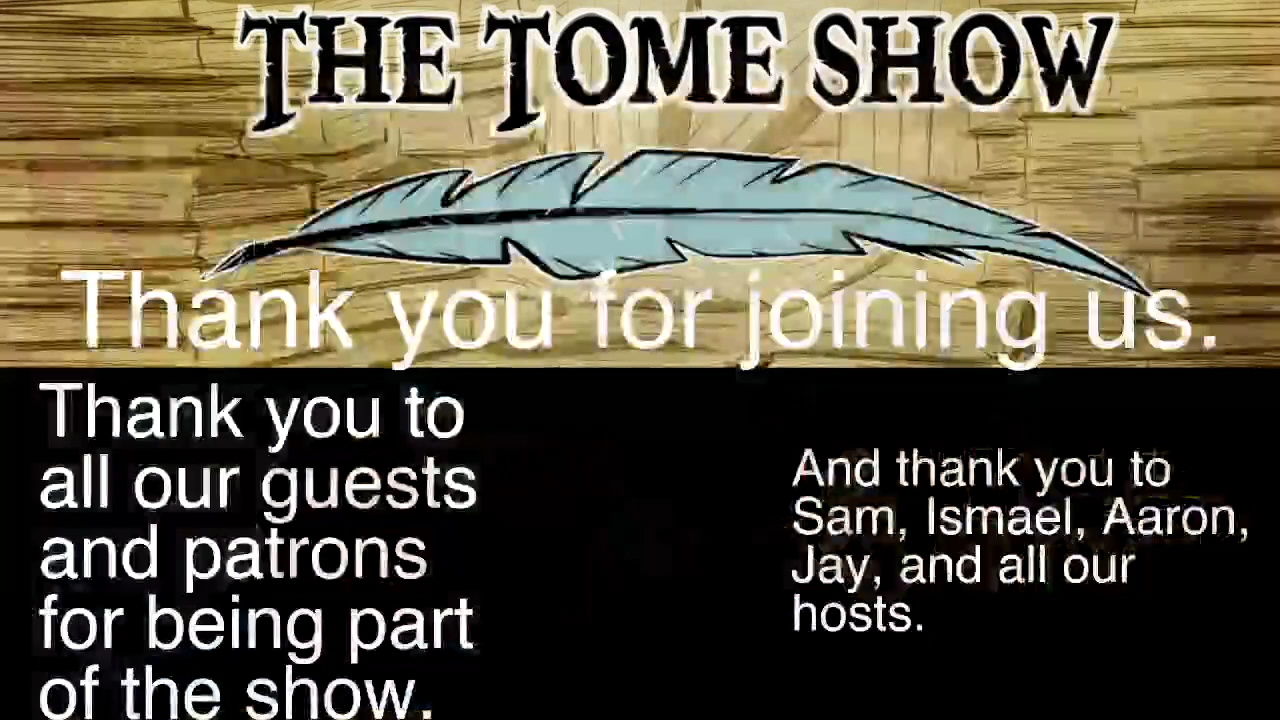 THE TOME SHOW
Thank you for joining us.
Thank you to
all our guests
and patrons
for being part
of the show.
And thank you to
Sam, Ismael, Aaron,
Jay, and all our
hosts.